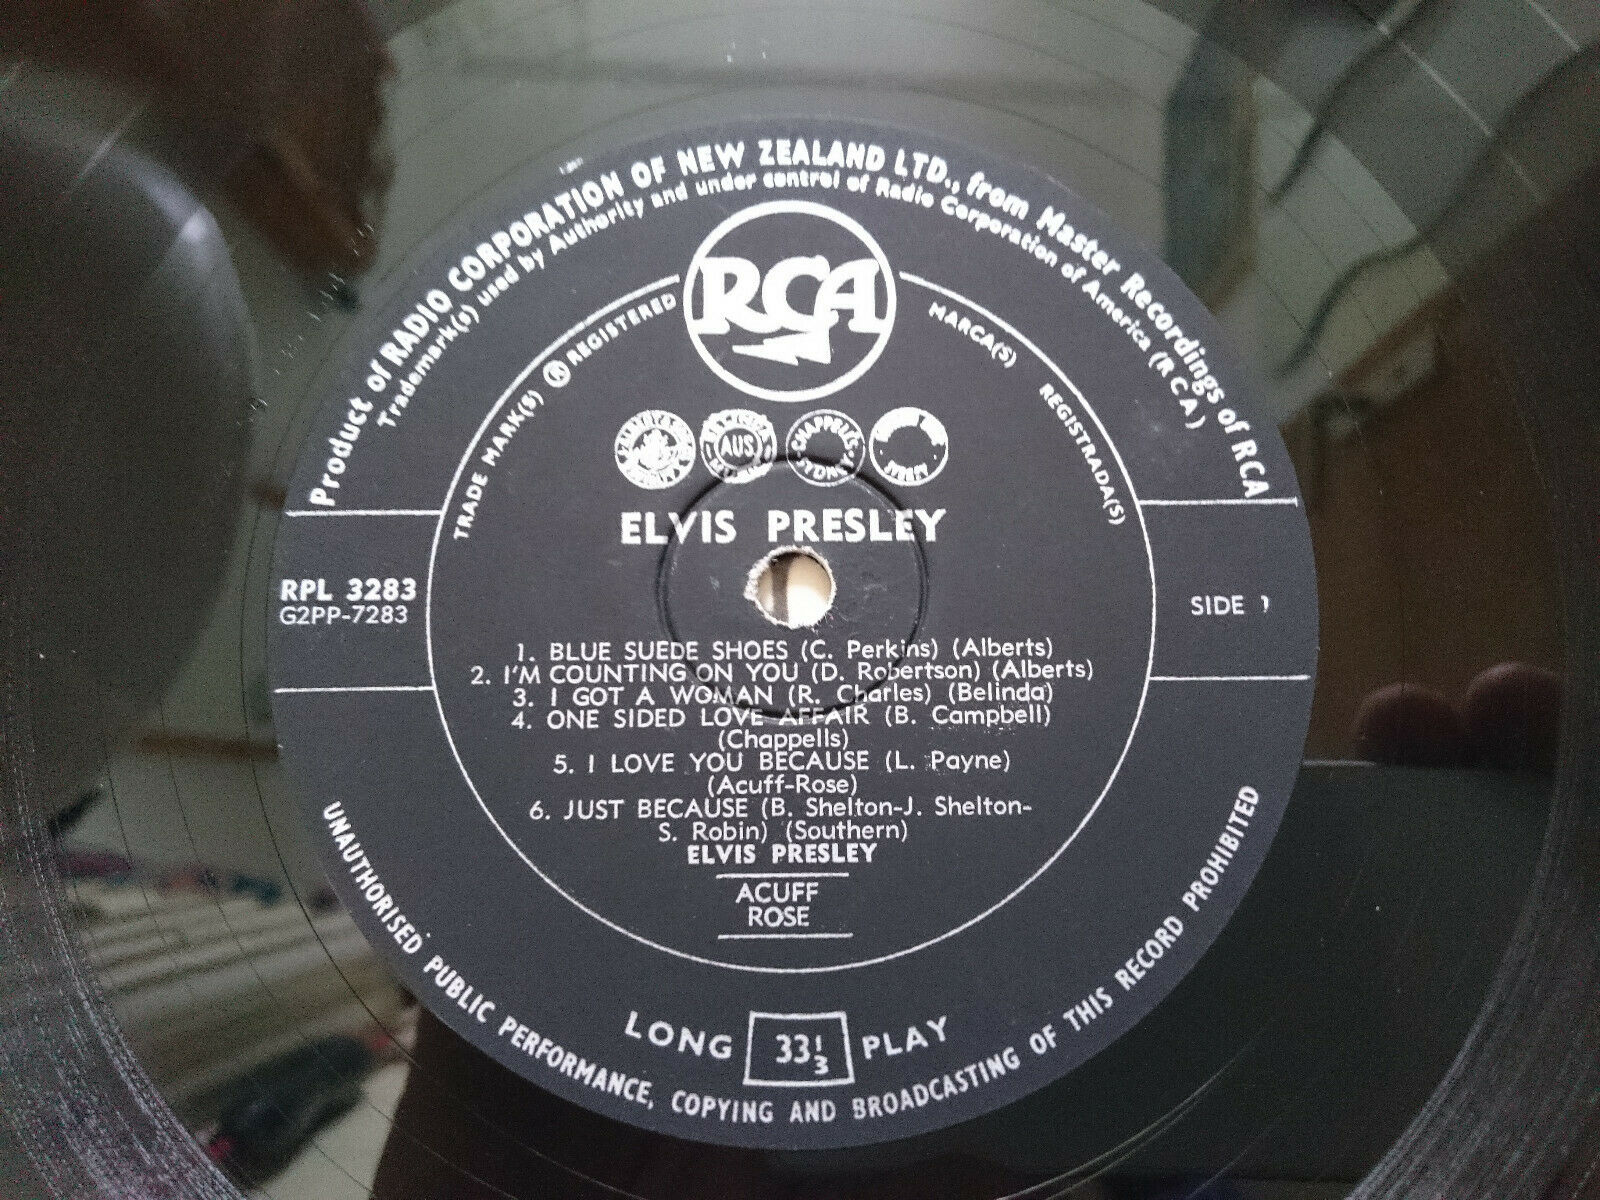 Product of RADIO CORPORATION OF NEW ZEALAND LTD., from Master Recordings of RCA
Trademark(s) used by Authority and under control of Radio Corporation of America (RCA)
RCA
TRADE MARK(S) ® REGISTERED
MARCA(S) REGISTRADA(S)
AUS.
CHAPPELL'S
SYDNEY
ELVIS PRESLEY
RPL 3283
G2PP-7283
SIDE 1
1. BLUE SUEDE SHOES (C. Perkins) (Alberts)
2. I'M COUNTING ON YOU (D. Robertson) (Alberts)
3. I GOT A WOMAN (R. Charles) (Belinda)
4. ONE SIDED LOVE AFFAIR (B. Campbell)
(Chappells)
5. I LOVE YOU BECAUSE (L. Payne)
(Acuff-Rose)
6. JUST BECAUSE (B. Shelton-J. Shelton-
S. Robin) (Southern)
ELVIS PRESLEY
ACUFF
ROSE
LONG 33⅓ PLAY
UNAUTHORISED PUBLIC PERFORMANCE, COPYING AND BROADCASTING OF THIS RECORD PROHIBITED